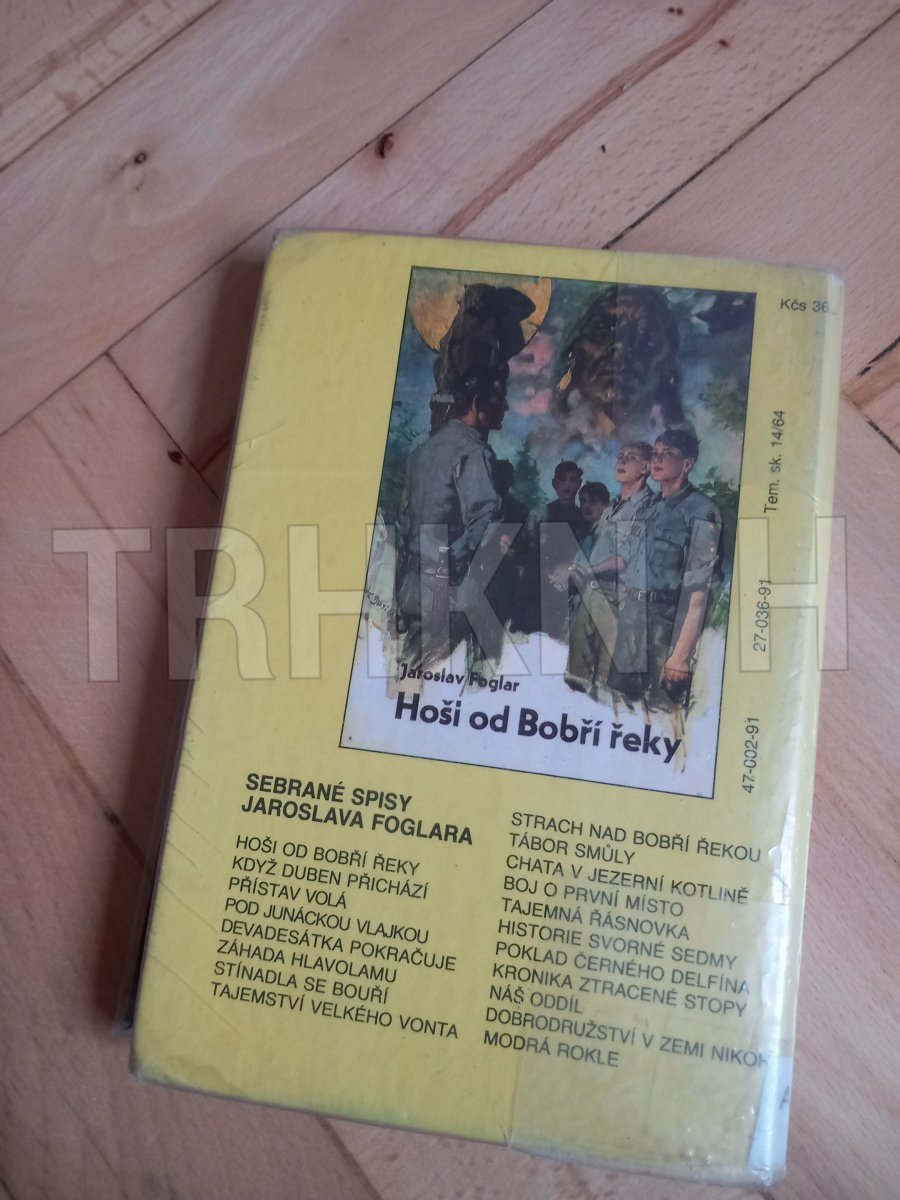 Kčs 36
Tem. sk. 14/64
27-036-91
47-002-91
TRHKNIH
Jaroslav Foglar
Hoši od Bobří řeky
SEBRANÉ SPISY
JAROSLAVA FOGLARA
HOŠI OD BOBŘÍ ŘEKY
KDYŽ DUBEN PŘICHÁZÍ
PŘÍSTAV VOLÁ
POD JUNÁCKOU VLAJKOU
DEVADESÁTKA POKRAČUJE
ZÁHADA HLAVOLAMU
STÍNADLA SE BOUŘÍ
TAJEMSTVÍ VELKÉHO VONTA
STRACH NAD BOBŘÍ ŘEKOU
TÁBOR SMŮLY
CHATA V JEZERNÍ KOTLINĚ
BOJ O PRVNÍ MÍSTO
TAJEMNÁ ŘÁSNOVKA
HISTORIE SVORNÉ SEDMY
POKLAD ČERNÉHO DELFÍNA
KRONIKA ZTRACENÉ STOPY
NÁŠ ODDÍL
DOBRODRUŽSTVÍ V ZEMI NIKOH
MODRÁ ROKLE